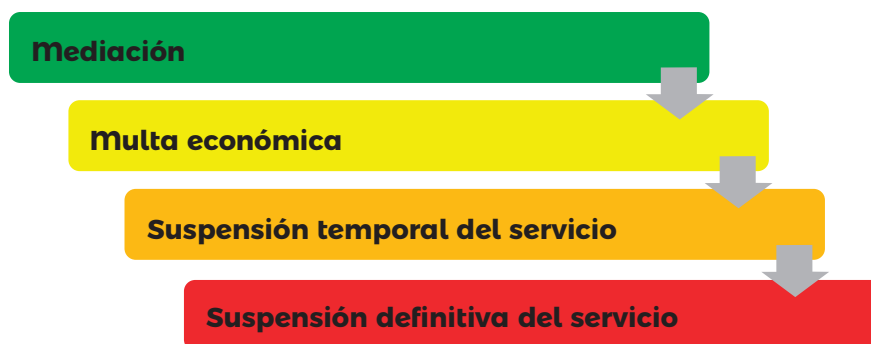 Mediación
Multa económica
Suspensión temporal del servicio
Suspensión definitiva del servicio